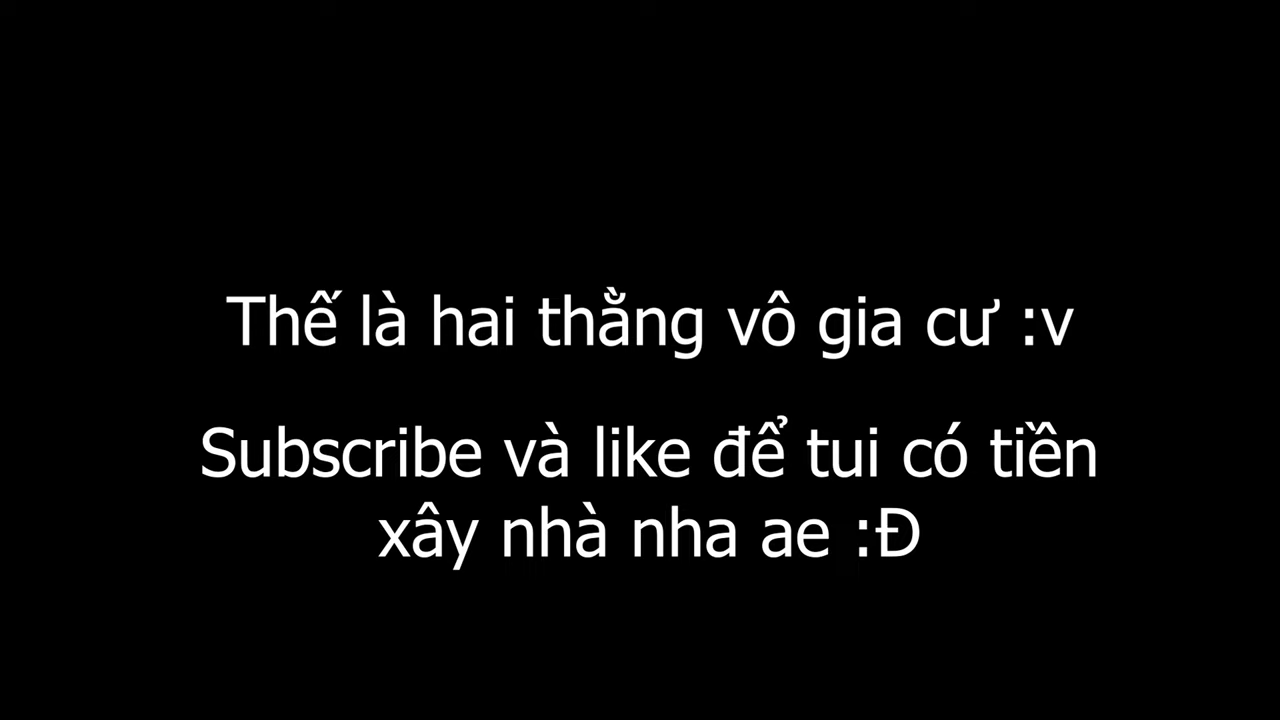 Thế là hai thằng vô gia cư :v
Subscribe và like để tui có tiền
xây nhà nha ae :Đ